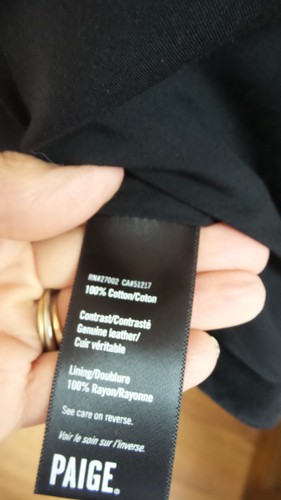 RN#27002 CA#51217
100% Cotton/Coton
Contrast/Contrasté
Genuine leather/
Cuir véritable
Lining/Doublure
100% Rayon/Rayonne
See care on reverse.
Voir le soin sur l'inverse.
PAIGE.